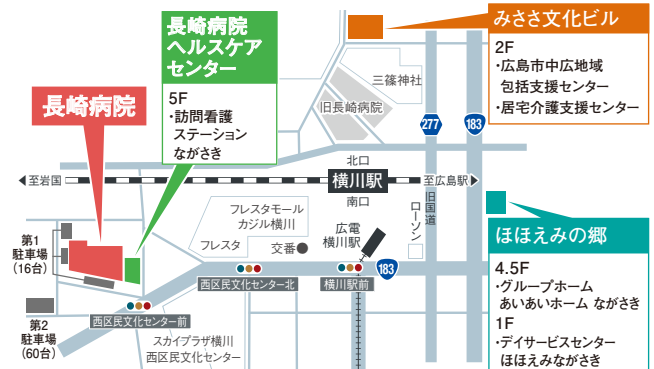 長崎病院
ヘルスケア
センター
5F
・訪問看護
ステーション
ながさき
みささ文化ビル
2F
・広島市中広地域
包括支援センター
・居宅介護支援センター
三篠神社
旧長崎病院
277
183
長崎病院
北口
至岩国
横川駅
至広島駅
南口
旧国道
フレスタモール
カジル横川
フレスタ
交番
広電
横川駅
ローソン
183
第1
駐車場
(16台)
西区民文化センター北
横川駅前
西区民文化センター前
第2
駐車場
(60台)
スカイプラザ横川
西区民文化センター
ほほえみの郷
4.5F
・グループホーム
あいあいホーム ながさき
1F
・デイサービスセンター
ほほえみながさき